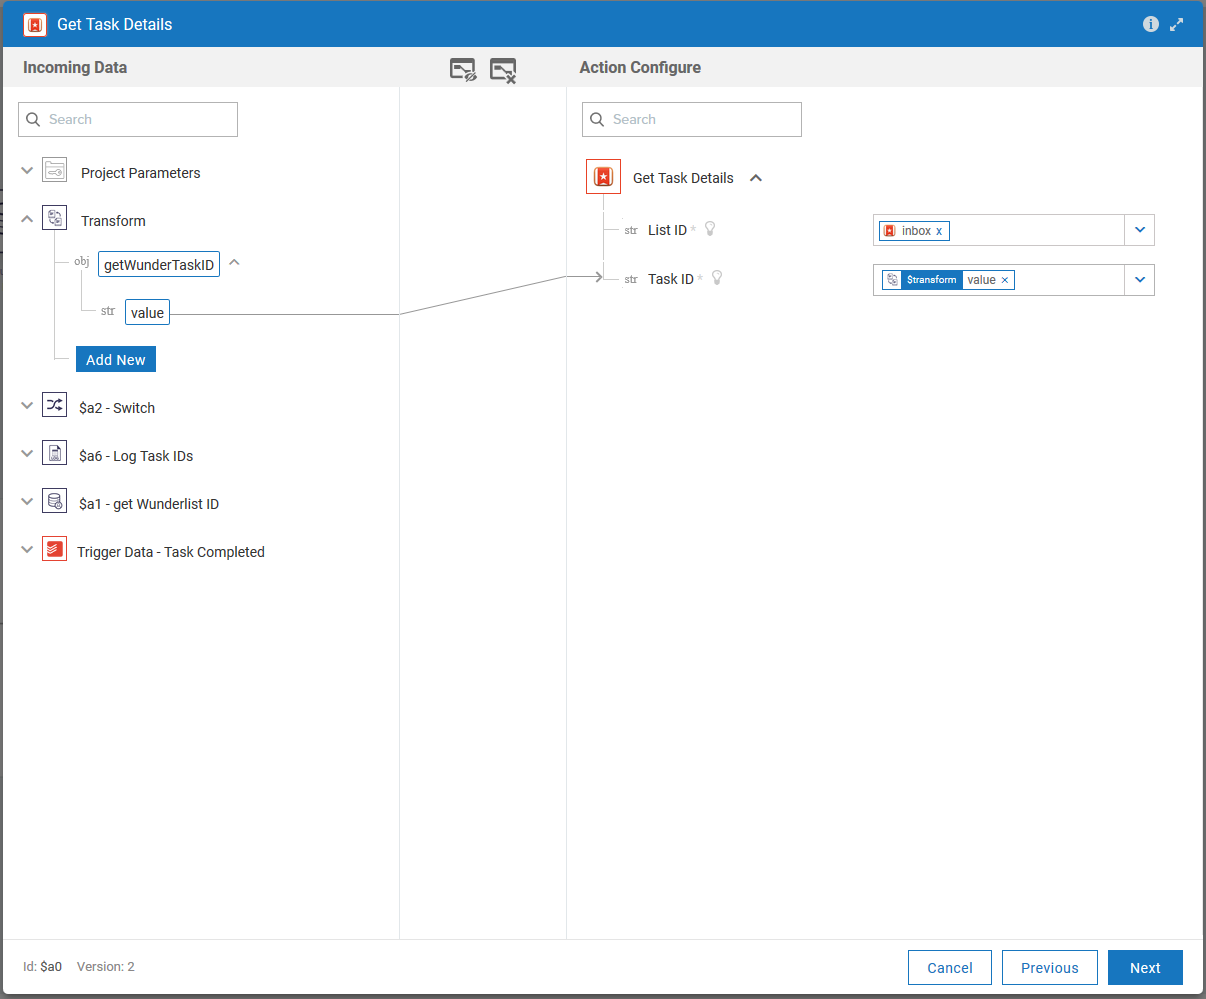 Get Task Details
Incoming Data
Action Configure
Search
Search
Project Parameters
Transform
obj getWunderTaskID
str value
Add New
$a2 - Switch
$a6 - Log Task IDs
$a1 - get Wunderlist ID
Trigger Data - Task Completed
Get Task Details
str List ID * inbox x
str Task ID * $transform value ×
Id: $a0 Version: 2
Cancel Previous Next